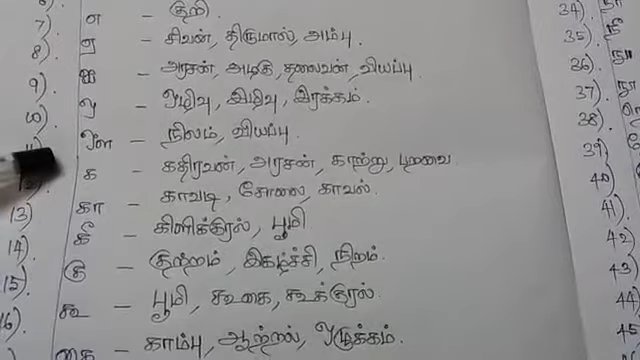 6).
7) எ – குறி. 34)
8). ஏ – சிவன், திருமால், அம்பு. 35).
ஐ – அரசன், அழகு, தலைவன், வியப்பு. 36).
9). ஒ – ஒழிவு, இழிவு, இரக்கம். 37)
10). ஔ – நிலம், வியப்பு. 38)
க – கதிரவன், அரசன், காற்று, பறவை. 39)
கா – காவடி, சோலை, காவல். 40)
13) கீ – கிளிக்குரல், பூமி 41)
14) கு – குற்றம், இகழ்ச்சி, நிறம். 42)
15). கூ – பூமி, கூகை, கூக்குரல். 43)
16). கை – காம்பு, ஆற்றல், ஒழுக்கம். 44)
45